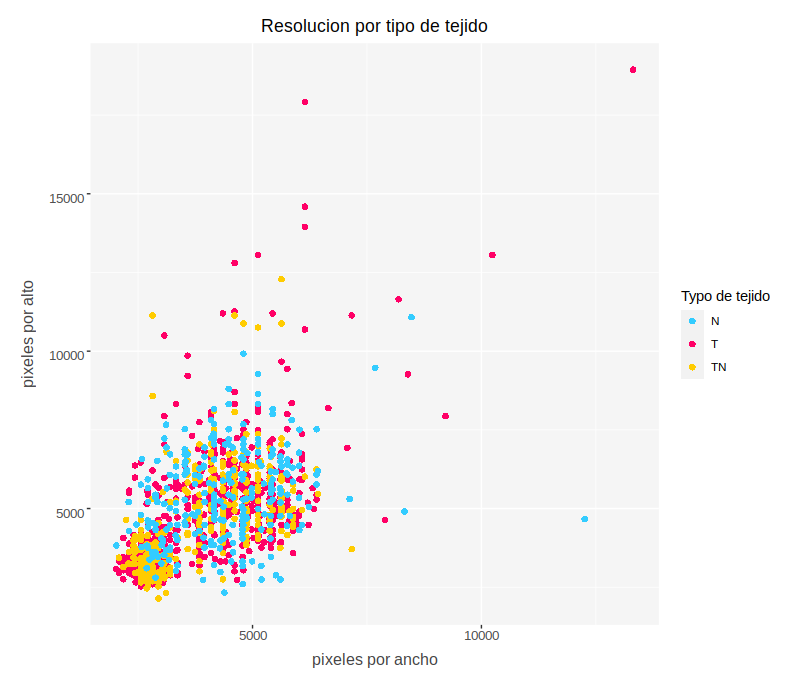 Resolucion por tipo de tejido
pixeles por alto
15000
10000
5000
5000
10000
pixeles por ancho
Typo de tejido
N
T
TN